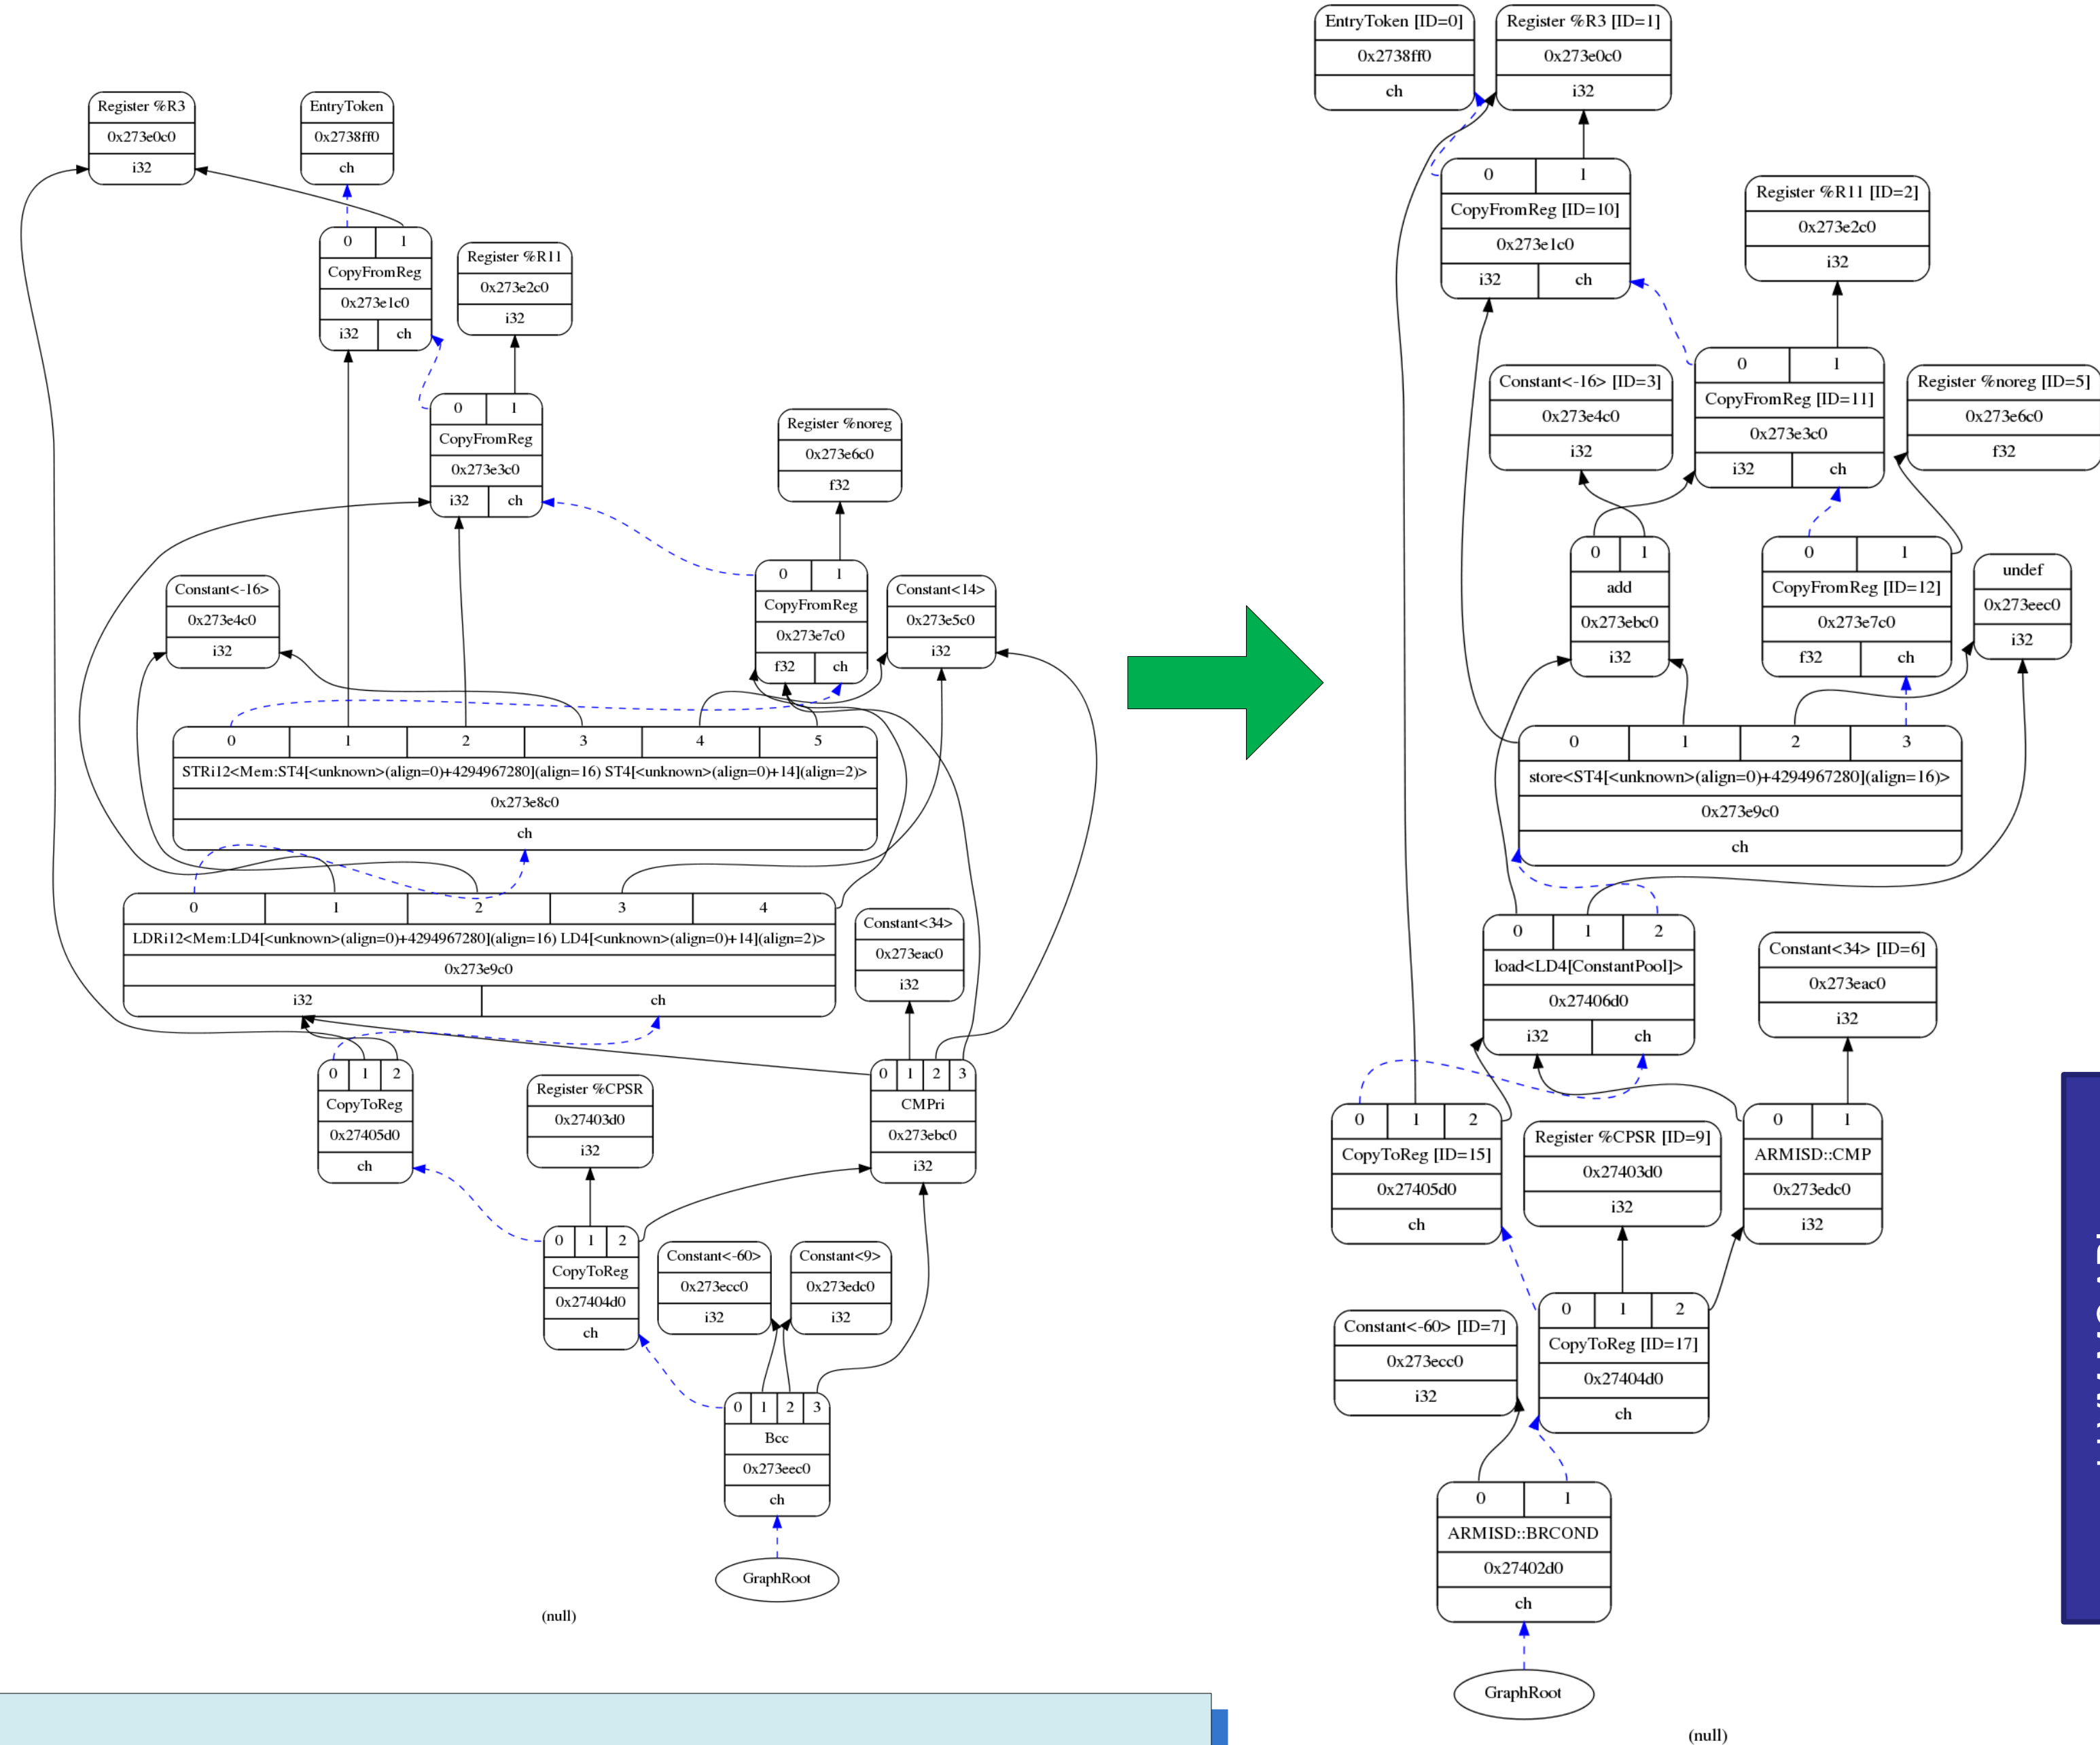 Register %R3
0x273e0c0
i32
EntryToken
0x2738ff0
ch
0 1
CopyFromReg
0x273e1c0
i32 ch
Register %R11
0x273e2c0
i32
0 1
CopyFromReg
0x273e3c0
i32 ch
Register %noreg
0x273e6c0
f32
Constant<-16>
0x273e4c0
i32
0 1
CopyFromReg
0x273e7c0
f32 ch
Constant<14>
0x273e5c0
i32
0 1 2 3 4 5
STRi12<Mem:ST4[<unknown>(align=0)+4294967280](align=16) ST4[<unknown>(align=0)+14](align=2)>
0x273e8c0
ch
0 1 2 3 4
LDRi12<Mem:LD4[<unknown>(align=0)+4294967280](align=16) LD4[<unknown>(align=0)+14](align=2)>
0x273e9c0
i32 ch
Constant<34>
0x273eac0
i32
0 1 2
CopyToReg
0x27405d0
ch
Register %CPSR
0x27403d0
i32
0 1 2 3
CMPri
0x273ebc0
i32
0 1 2
CopyToReg
0x27404d0
ch
Constant<-60>
0x273ecc0
i32
Constant<9>
0x273edc0
i32
0 1 2 3
Bcc
0x273eec0
ch
GraphRoot
(null)
EntryToken [ID=0]
0x2738ff0
ch
Register %R3 [ID=1]
0x273e0c0
i32
0 1
CopyFromReg [ID=10]
0x273e1c0
i32 ch
Register %R11 [ID=2]
0x273e2c0
i32
Constant<-16> [ID=3]
0x273e4c0
i32
0 1
CopyFromReg [ID=11]
0x273e3c0
i32 ch
Register %noreg [ID=5]
0x273e6c0
f32
0 1
add
0x273ebc0
i32
0 1
CopyFromReg [ID=12]
0x273e7c0
f32 ch
undef
0x273eec0
i32
0 1 2 3
store<ST4[<unknown>(align=0)+4294967280](align=16)>
0x273e9c0
ch
0 1 2
load<LD4[ConstantPool]>
0x27406d0
i32 ch
Constant<34> [ID=6]
0x273eac0
i32
0 1 2
CopyToReg [ID=15]
0x27405d0
ch
Register %CPSR [ID=9]
0x27403d0
i32
0 1
ARMISD::CMP
0x273edc0
i32
Constant<-60> [ID=7]
0x273ecc0
i32
0 1 2
CopyToReg [ID=17]
0x27404d0
ch
0 1
ARMISD::BRCOND
0x27402d0
ch
GraphRoot
(null)